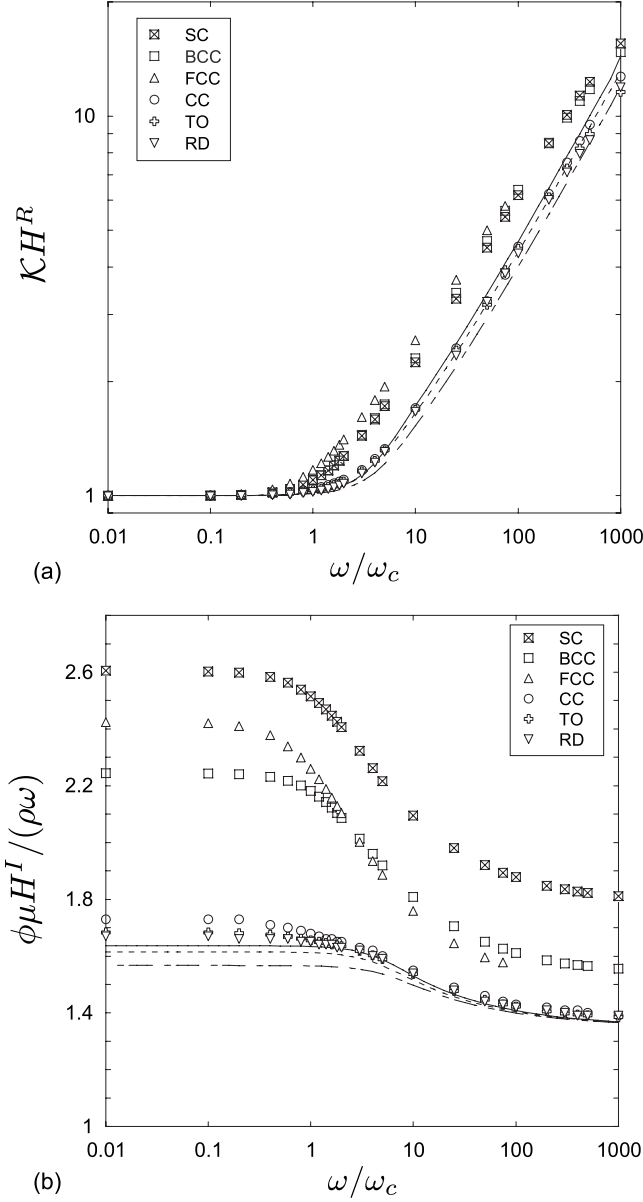 SC
BCC
FCC
CC
TO
RD
10
1
𝒦H^R
0.01 0.1 1 10 100 1000
(a) ω/ω_c
SC
BCC
FCC
CC
TO
RD
2.6
2.2
1.8
1.4
1
ϕμH^I/(ρω)
0.01 0.1 1 10 100 1000
(b) ω/ω_c